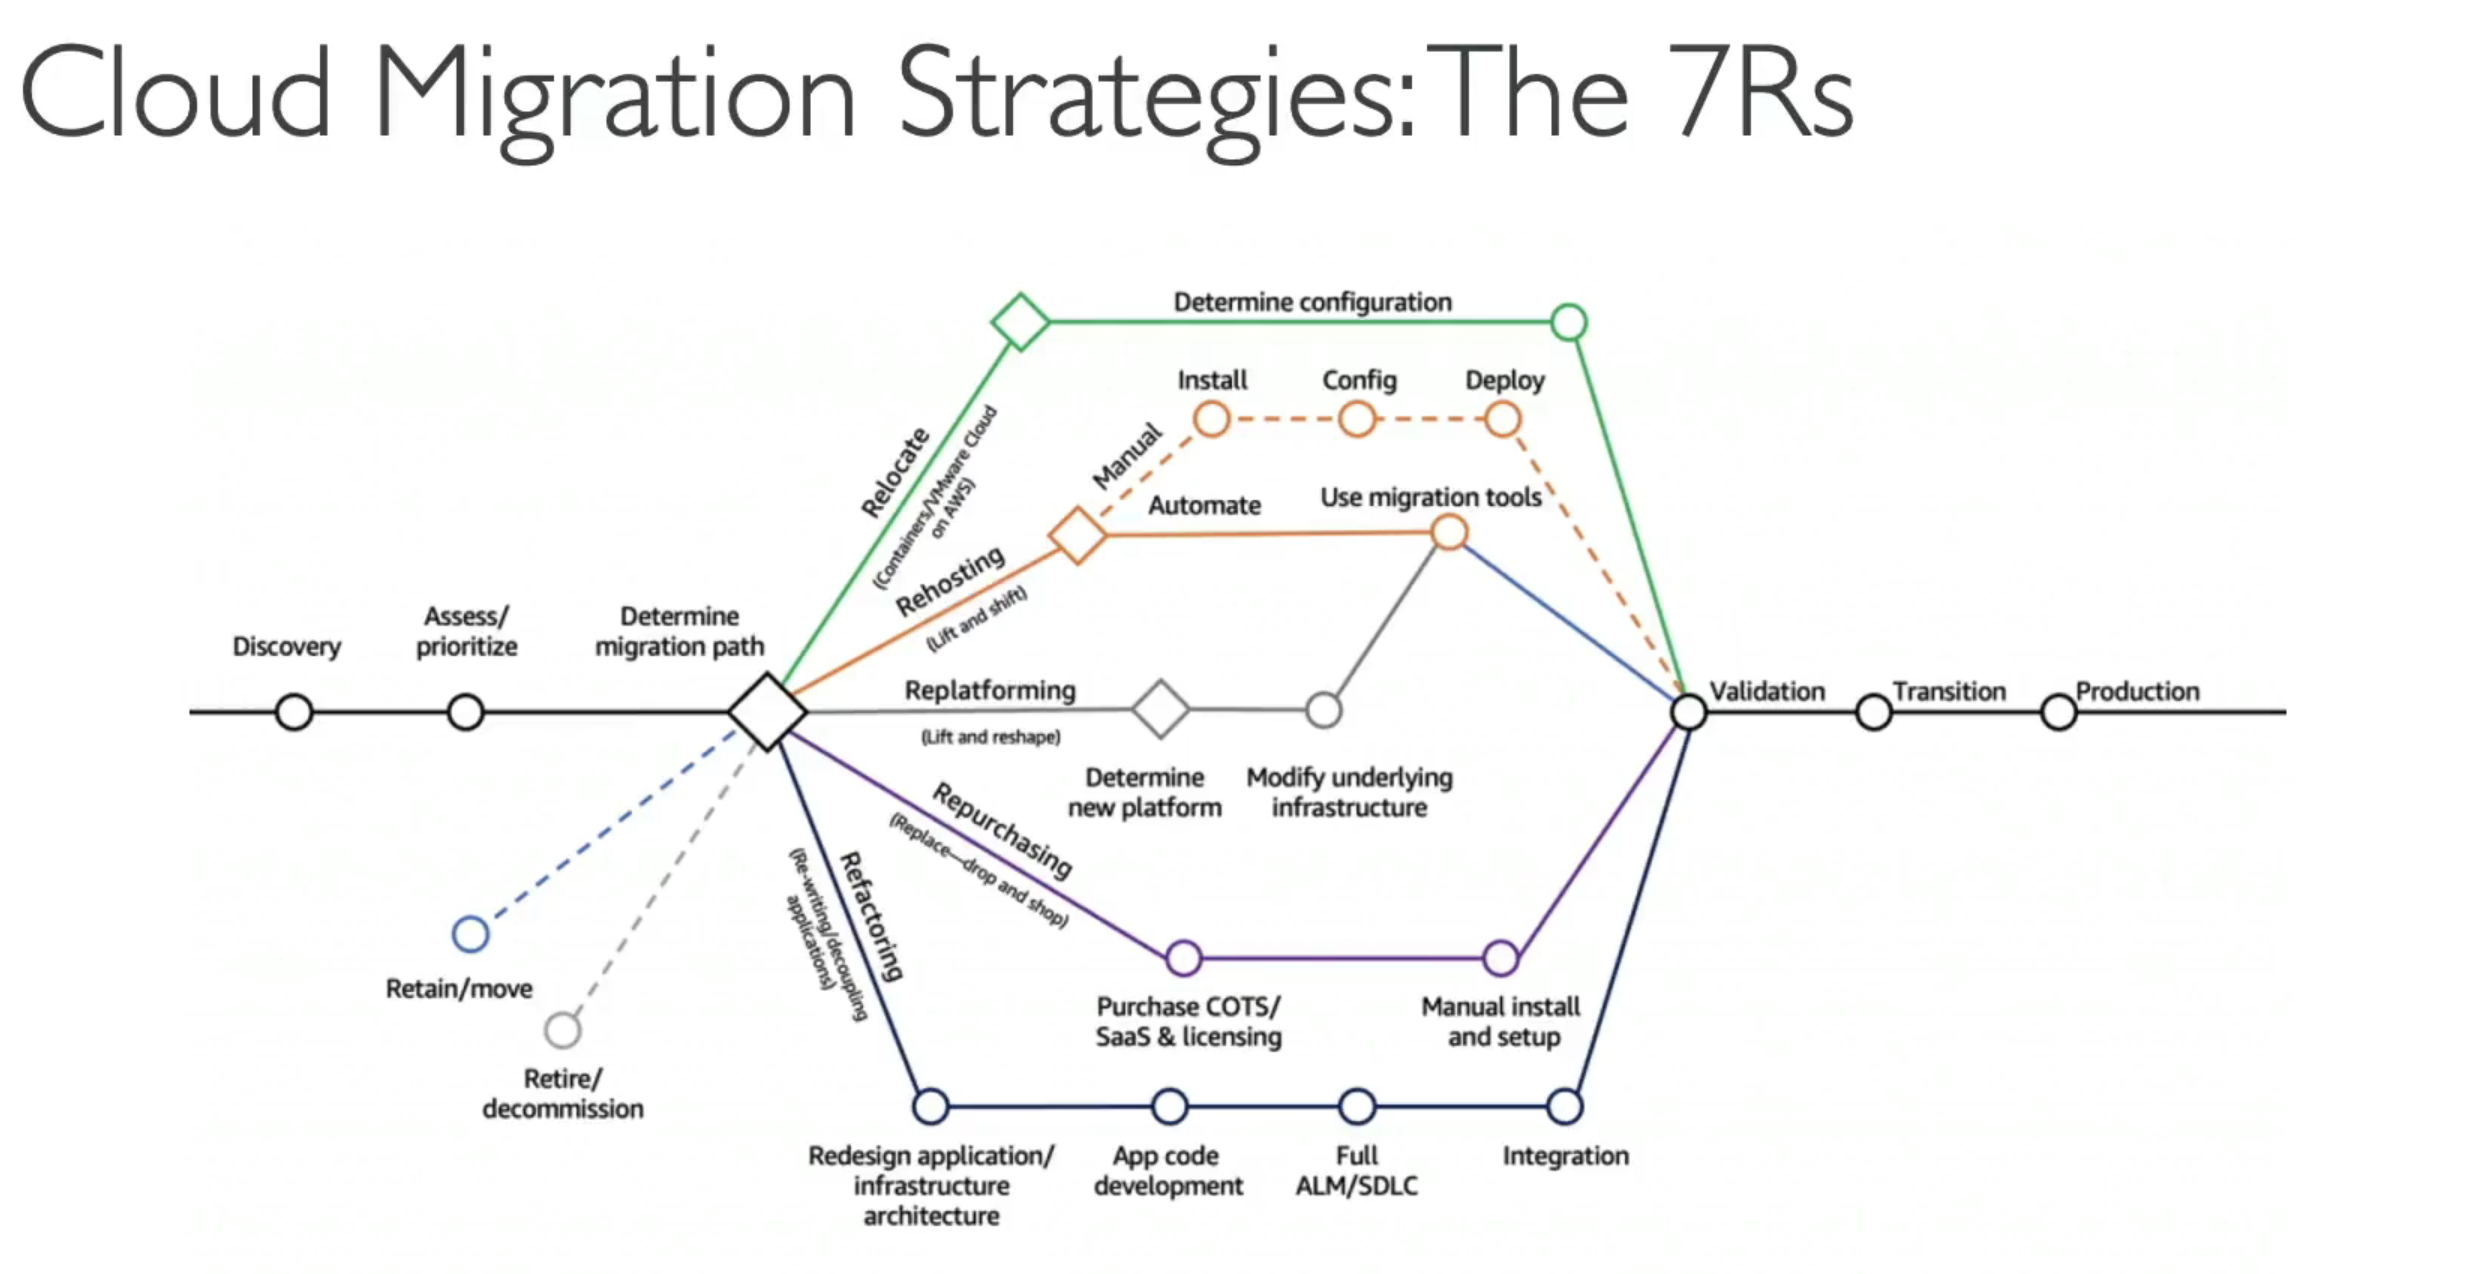 Cloud Migration Strategies: The 7Rs
Determine configuration
Install
Config
Deploy
Relocate
(Containers/VMware Cloud
on AWS)
Manual
Automate
Use migration tools
Rehosting
(Lift and shift)
Discovery
Assess/
prioritize
Determine
migration path
Replatforming
(Lift and reshape)
Determine
new platform
Modify underlying
infrastructure
Validation
Transition
Production
Repurchasing
(Replace—drop and shop)
Refactoring
(Re-writing/decoupling
applications)
Retain/move
Retire/
decommission
Purchase COTS/
SaaS & licensing
Manual install
and setup
Redesign application/
infrastructure
architecture
App code
development
Full
ALM/SDLC
Integration